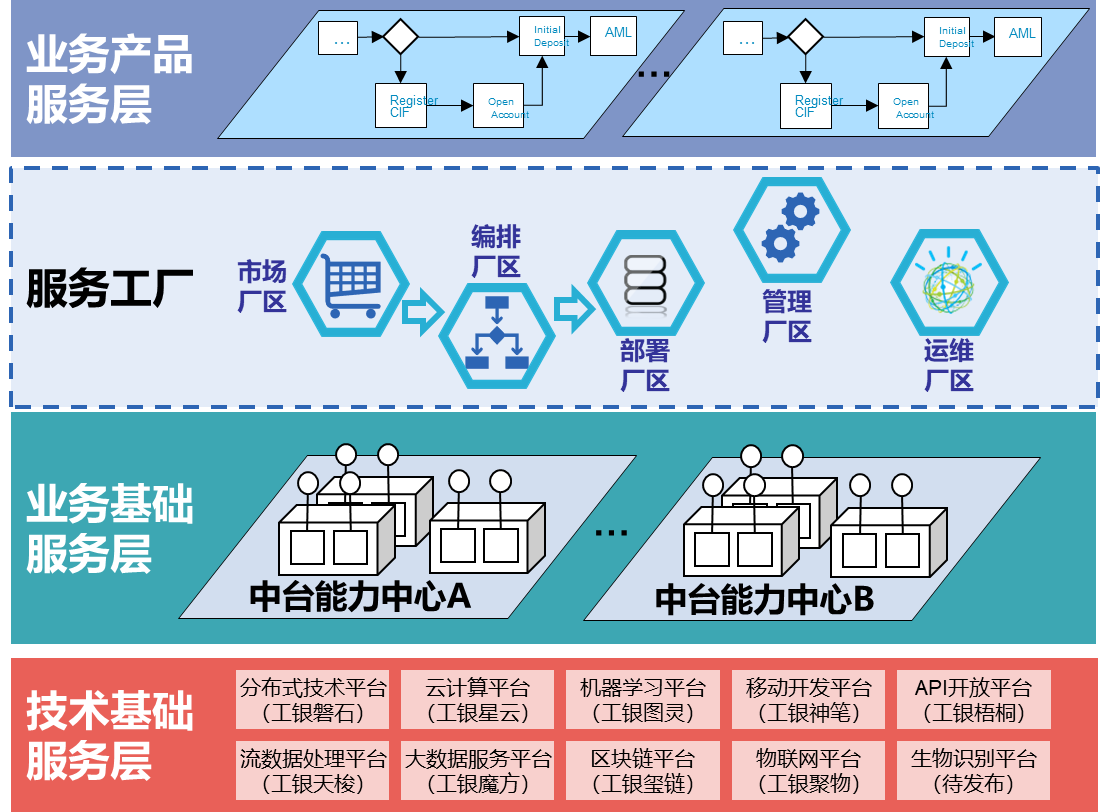 业务产品
服务层
...
Initial
Deposit
AML
Register
CIF
Open
Account
...
...
Initial
Deposit
AML
Register
CIF
Open
Account
服务工厂
市场
厂区
编排
厂区
部署
厂区
管理
厂区
运维
厂区
业务基础
服务层
中台能力中心A
...
中台能力中心B
技术基础
服务层
分布式技术平台
（工银磐石）
云计算平台
（工银星云）
机器学习平台
（工银图灵）
移动开发平台
（工银神笔）
API开放平台
（工银梧桐）
流数据处理平台
（工银天梭）
大数据服务平台
（工银魔方）
区块链平台
（工银玺链）
物联网平台
（工银聚物）
生物识别平台
（待发布）